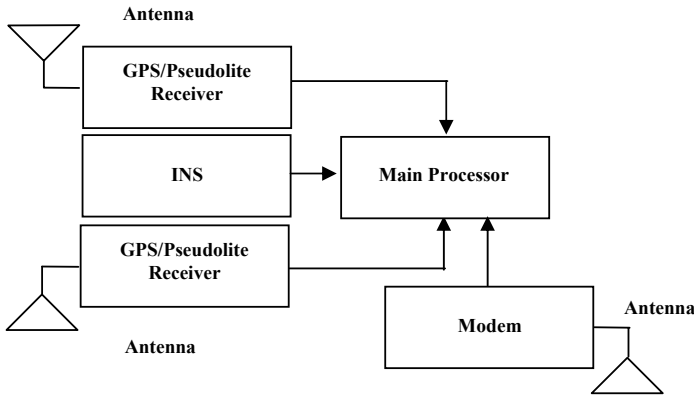 Antenna
GPS/Pseudolite
Receiver
INS
Main Processor
GPS/Pseudolite
Receiver
Antenna
Modem
Antenna